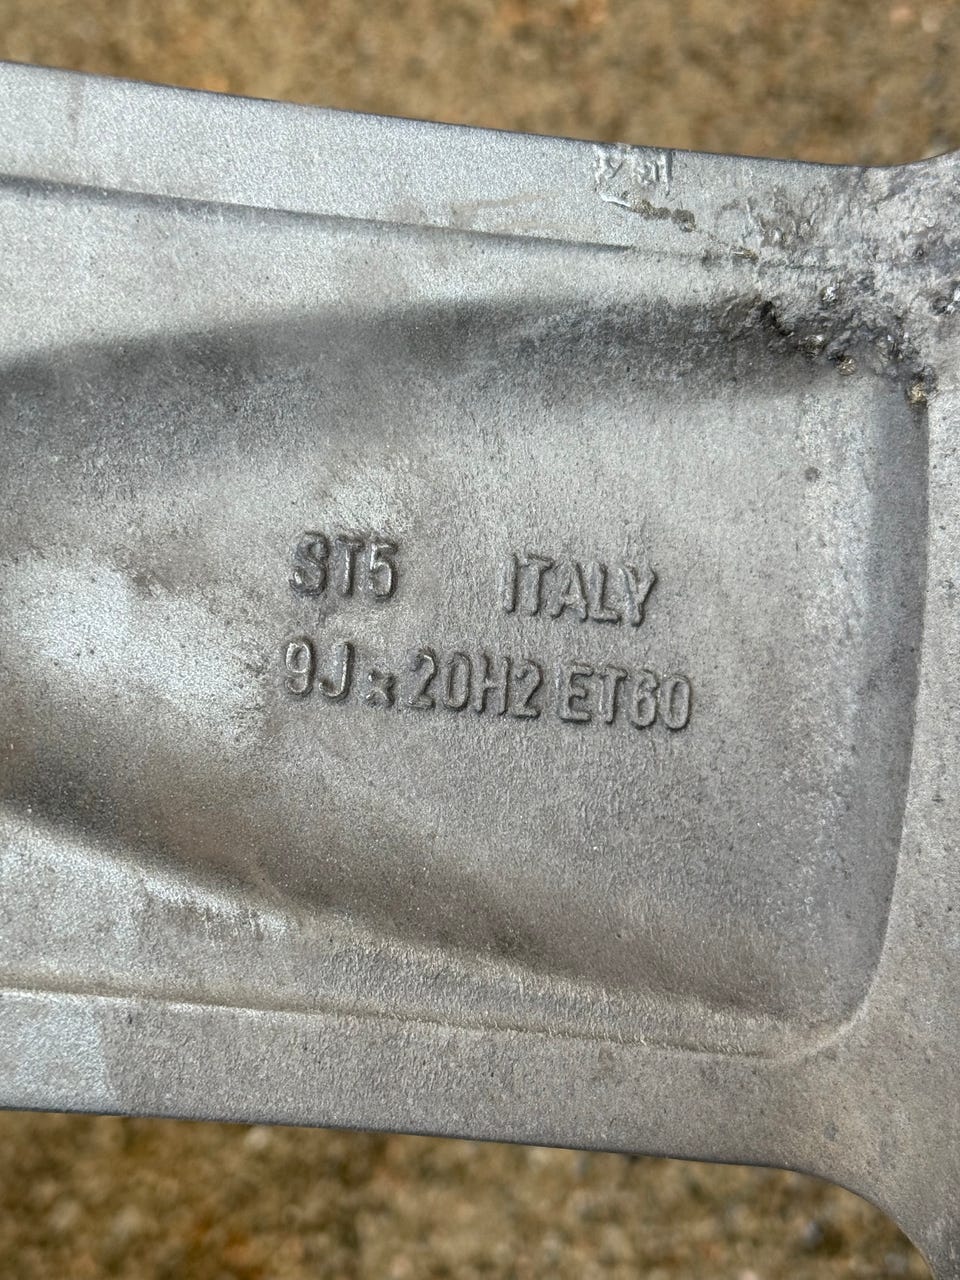 ST5 ITALY
9J x 20H2 ET60